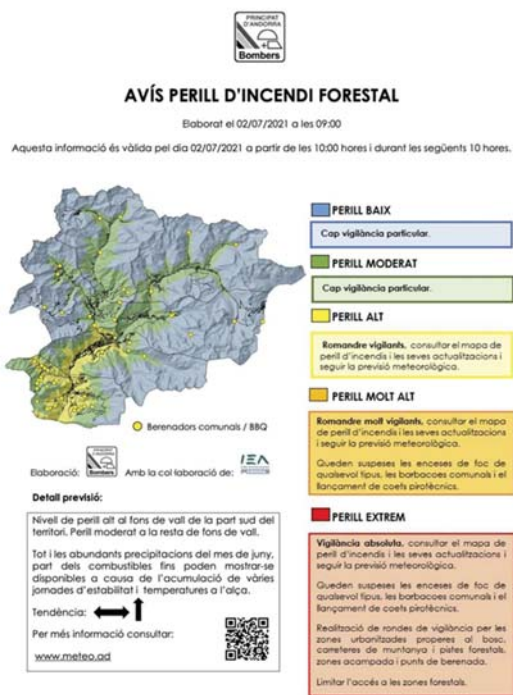 PRINCIPAT
D'ANDORRA
Bombers
AVÍS PERILL D'INCENDI FORESTAL
Elaborat el 02/07/2021 a les 09:00
Aquesta informació és vàlida pel dia 02/07/2021 a partir de les 10:00 hores i durant les següents 10 hores.
Berenadors comunals / BBQ
Elaboració:
Bombers
Amb la col·laboració de:
IEA
Detall previsió:
Nivell de perill alt al fons de vall de la part sud del
territori. Perill moderat a la resta de fons de vall.
Tot i les abundants precipitacions del mes de juny,
part dels combustibles fins poden mostrar-se
disponibles a causa de l'acumulació de vàries
jornades d'estabilitat i temperatures a l'alça.
Tendència:
Per més informació consultar:
www.meteo.ad
PERILL BAIX
Cap vigilància particular.
PERILL MODERAT
Cap vigilància particular.
PERILL ALT
Romandre vigilants, consultar el mapa de
perill d'incendis i les seves actualitzacions i
seguir la previsió meteorològica.
PERILL MOLT ALT
Romandre molt vigilants, consultar el mapa
de perill d'incendis i les seves actualitzacions
i seguir la previsió meteorològica.
Queden suspeses les enceses de foc de
qualsevol tipus, les barbacoes comunals i el
llançament de coets pirotècnics.
PERILL EXTREM
Vigilància absoluta, consultar el mapa de
perill d'incendis i les seves actualitzacions i
seguir la previsió meteorològica.
Queden suspeses les enceses de foc de
qualsevol tipus, les barbacoes comunals i el
llançament de coets pirotècnics.
Realització de rondes de vigilància per les
zones urbanitzades properes al bosc,
carreteres de muntanya i pistes forestals,
zones acampada i punts de berenada.
Limitar l'accés a les zones forestals.